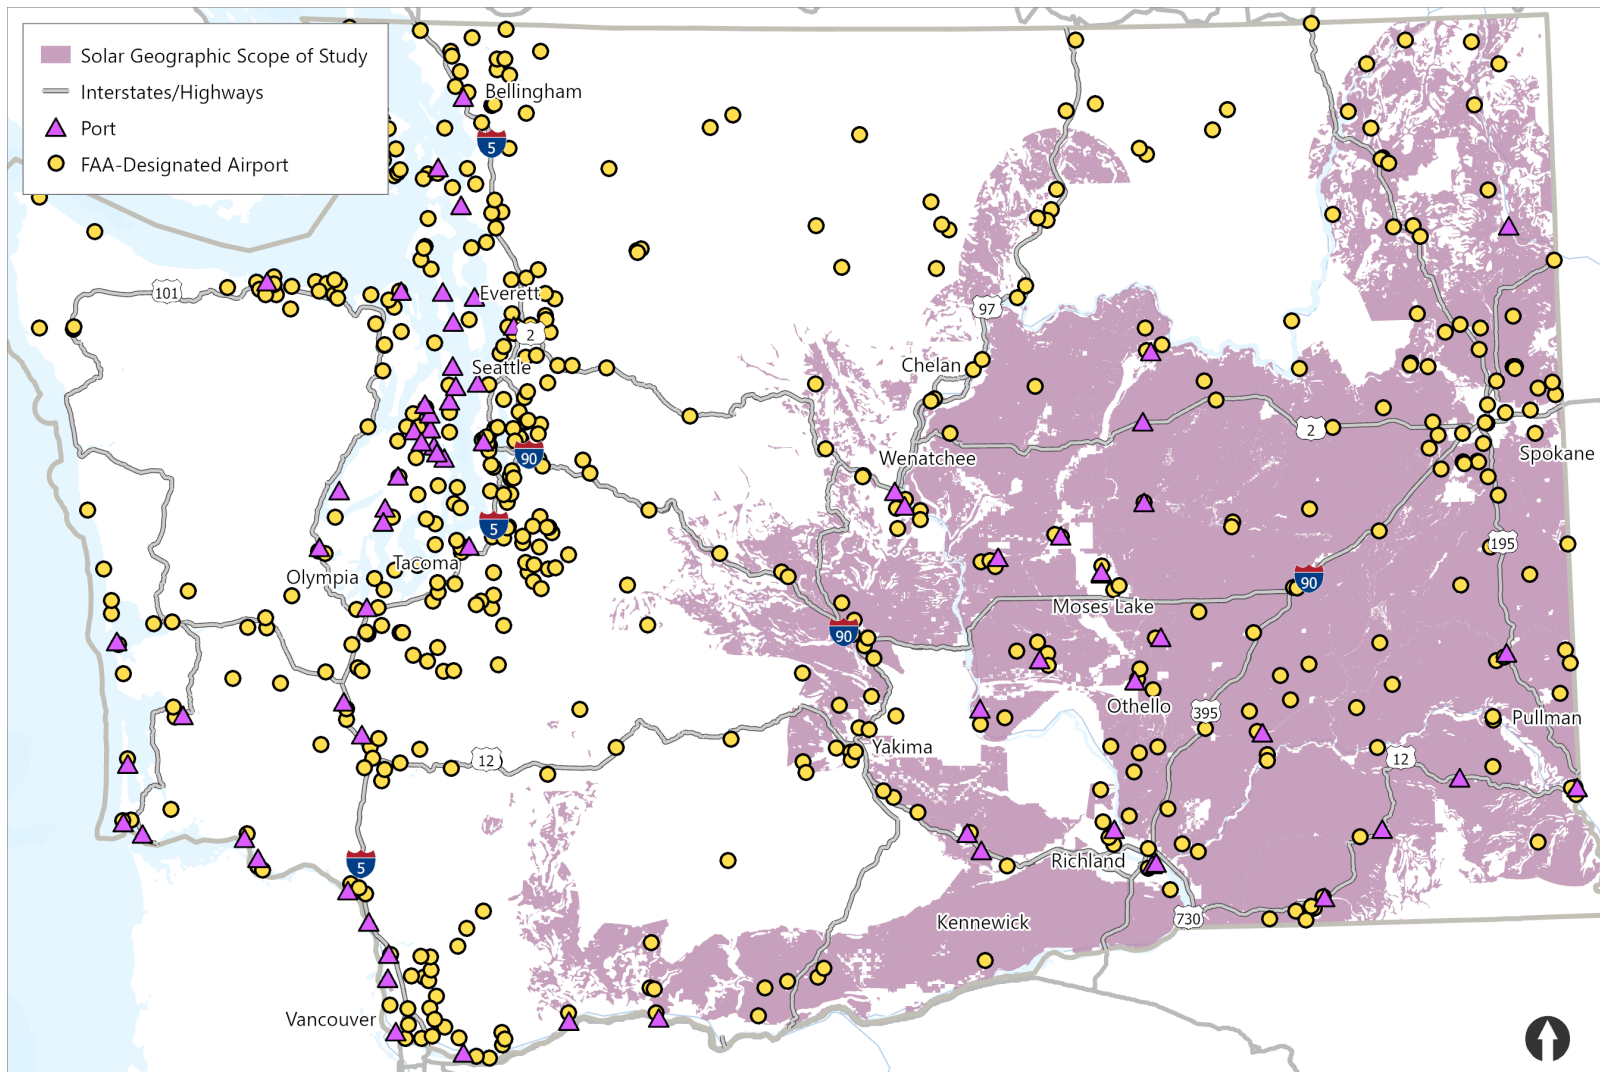 Solar Geographic Scope of Study
Interstates/Highways
Port
FAA-Designated Airport
Bellingham
5
101
Everett
97
2
Seattle
Chelan
2
Spokane
90
Wenatchee
5
195
Tacoma
Olympia
90
Moses Lake
90
Othello
395
Pullman
Yakima
12
12
Richland
5
Kennewick
730
Vancouver